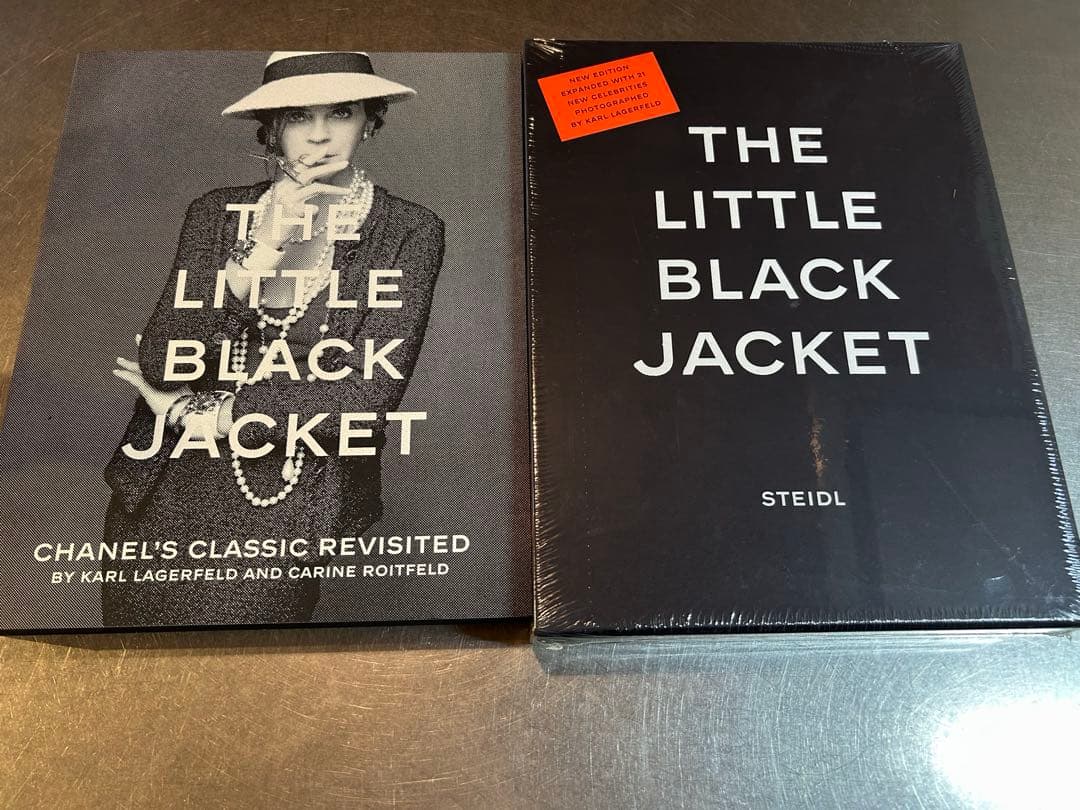 THE
LITTLE
BLACK
JACKET
CHANEL'S CLASSIC REVISITED
BY KARL LAGERFELD AND CARINE ROITFELD
NEW EDITION
EXPANDED WITH 21
NEW CELEBRITIES
PHOTOGRAPHED
BY KARL LAGERFELD
THE
LITTLE
BLACK
JACKET
STEIDL